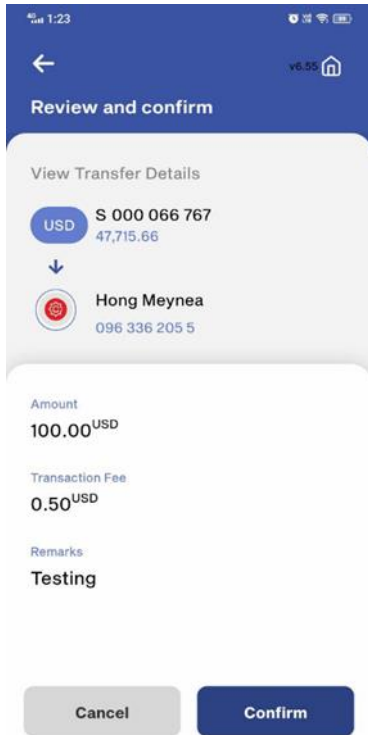 4G 1:23
v6.55
Review and confirm
View Transfer Details
USD
S 000 066 767
47,715.66
Hong Meynea
096 336 205 5
Amount
100.00USD
Transaction Fee
0.50USD
Remarks
Testing
Cancel
Confirm